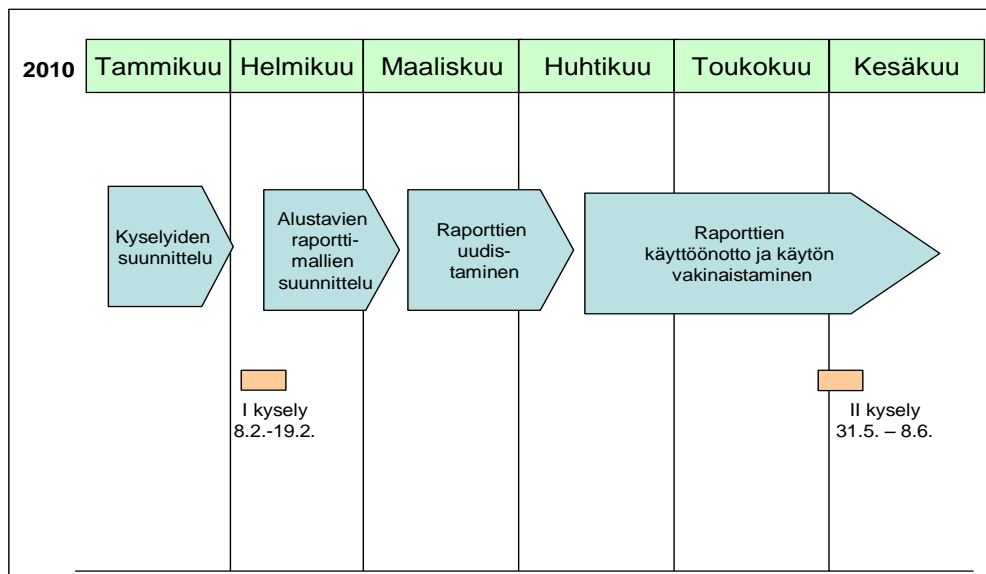 2010 Tammikuu Helmikuu Maaliskuu Huhtikuu Toukokuu Kesäkuu
Kyselyiden
suunnittelu
Alustavien
raportti-
mallien
suunnittelu
Raporttien
uudis-
taminen
Raporttien
käyttöönotto ja käytön
vakinaistaminen
I kysely
8.2.-19.2.
II kysely
31.5. – 8.6.